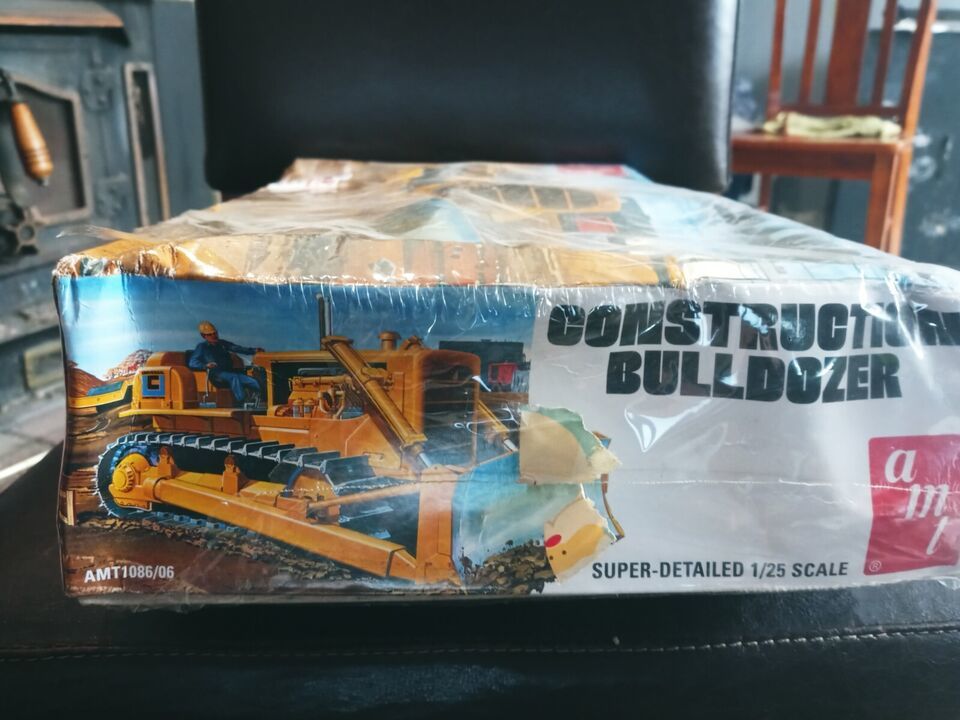 CONSTRUCTION
BULLDOZER
amt
®
AMT1086/06
SUPER-DETAILED 1/25 SCALE